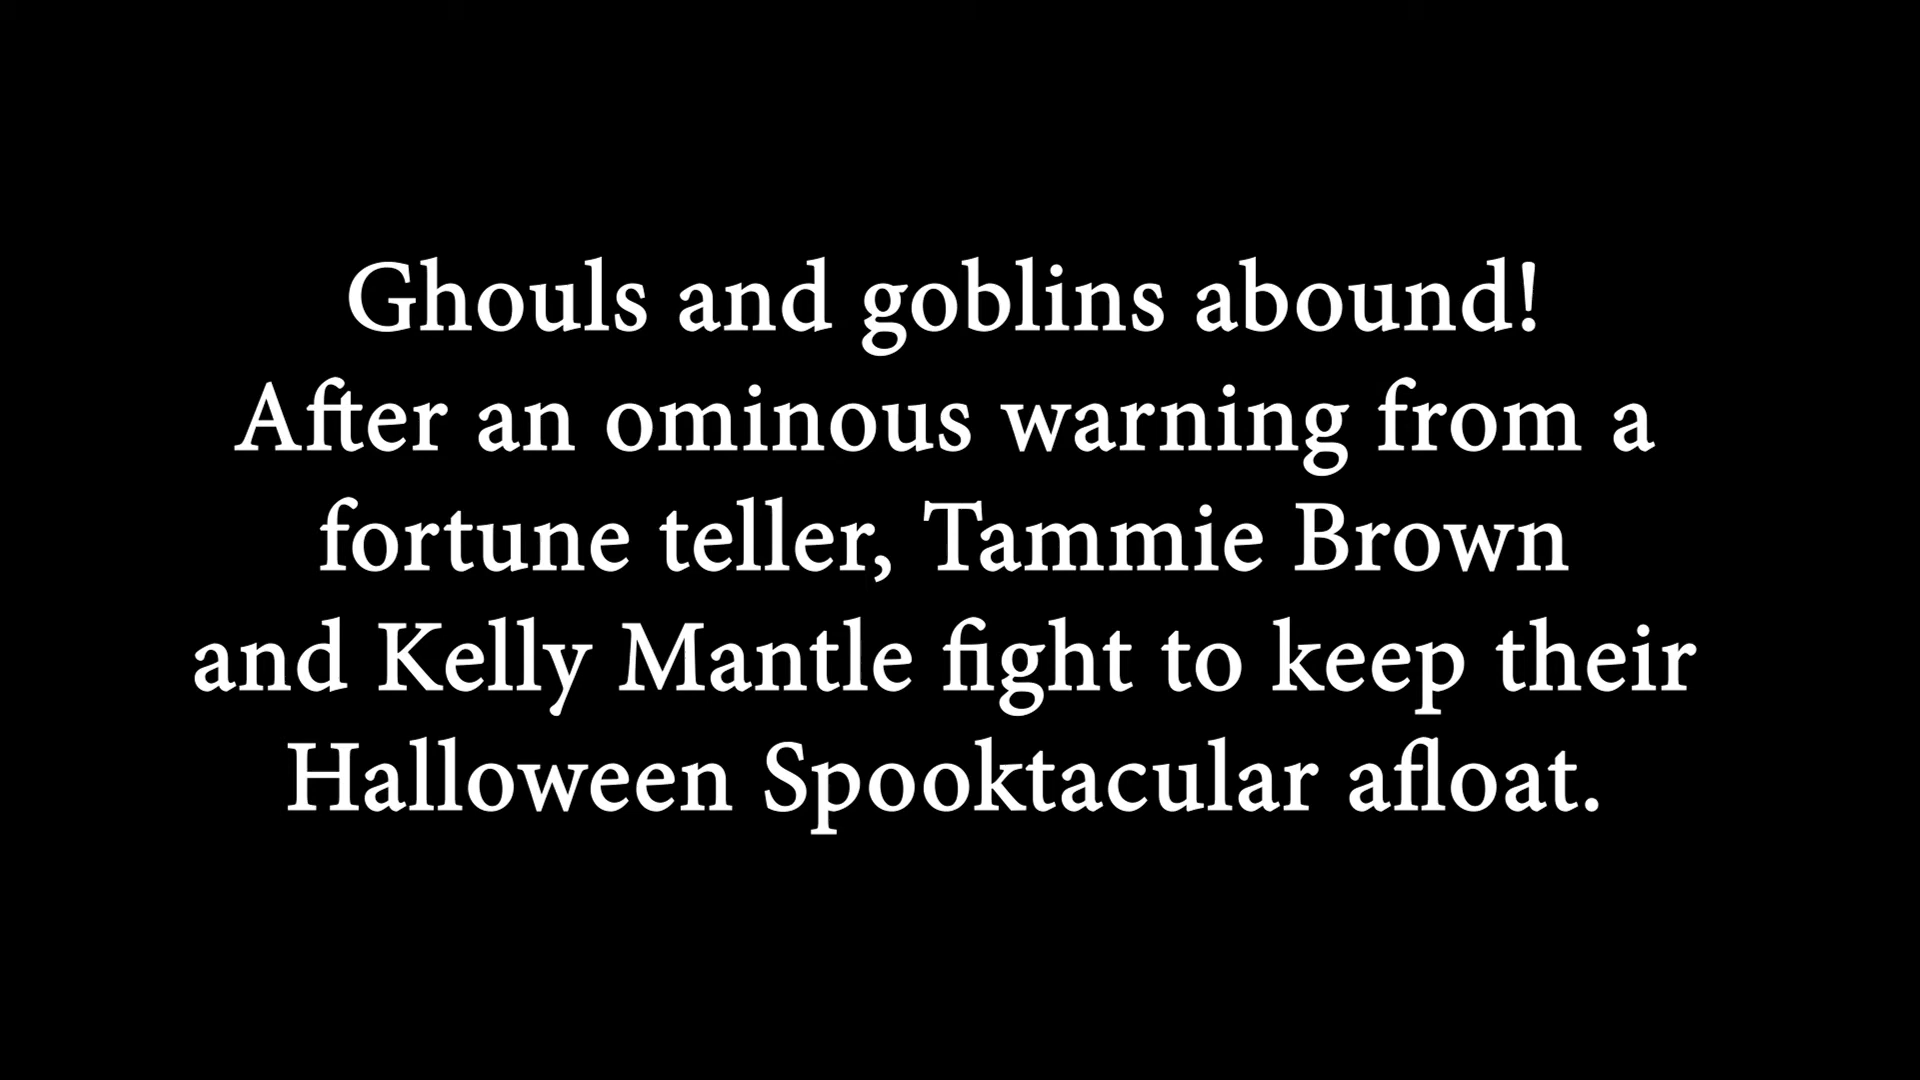 Ghouls and goblins abound!
After an ominous warning from a
fortune teller, Tammie Brown
and Kelly Mantle fight to keep their
Halloween Spooktacular afloat.